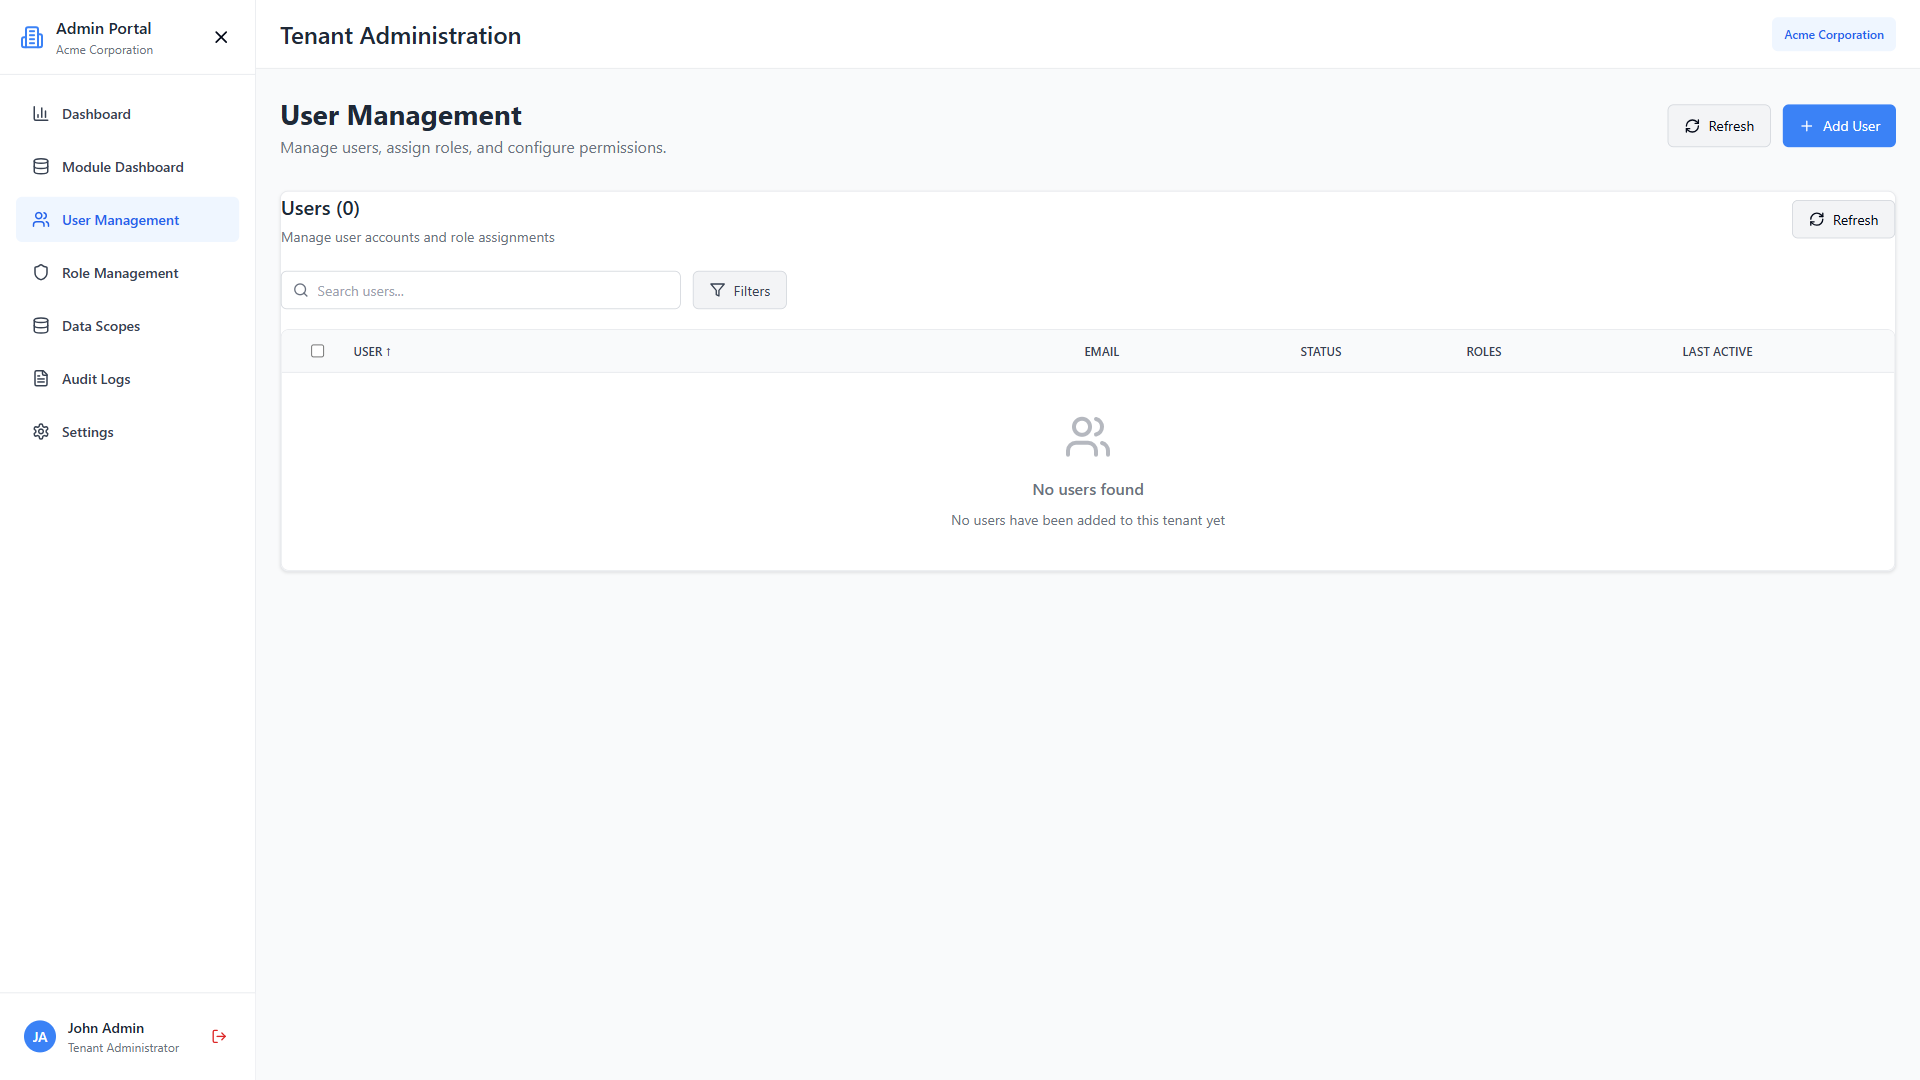 Admin Portal
Acme Corporation
Dashboard
Module Dashboard
User Management
Role Management
Data Scopes
Audit Logs
Settings
JA
John Admin
Tenant Administrator
Tenant Administration
Acme Corporation
User Management
Manage users, assign roles, and configure permissions.
Refresh
Add User
Users (0)
Manage user accounts and role assignments
Refresh
Search users...
Filters
USER ↑ EMAIL STATUS ROLES LAST ACTIVE
No users found
No users have been added to this tenant yet